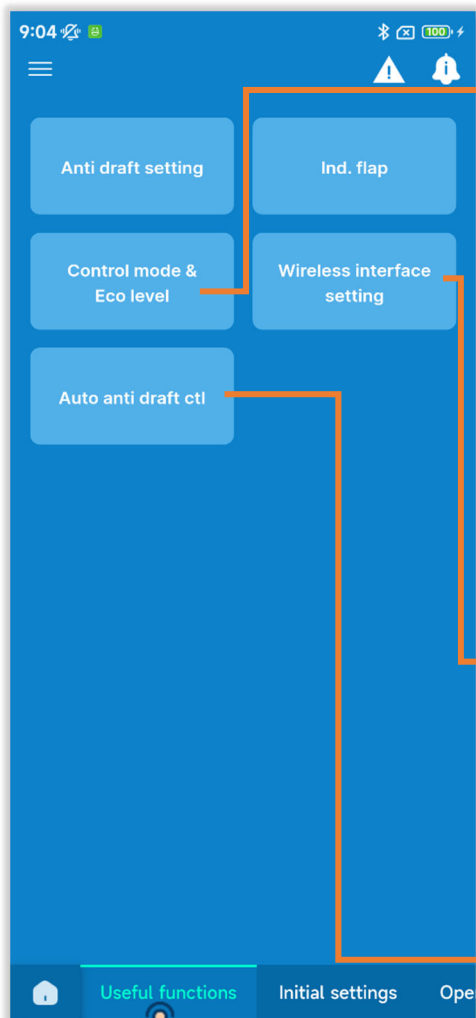 9:04
100
Anti draft setting
Ind. flap
Control mode &
Eco level
Wireless interface
setting
Auto anti draft ctl
Useful functions
Initial settings
Ope